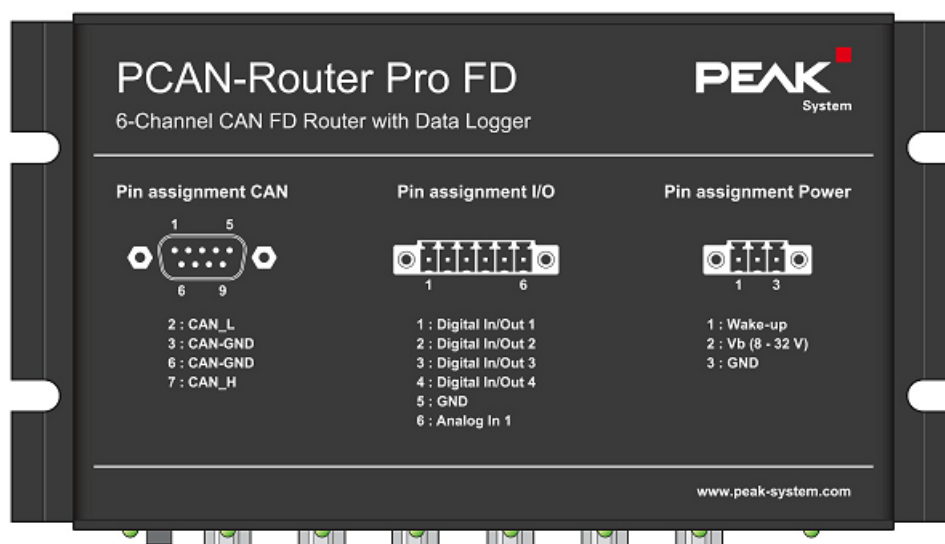 PCAN-Router Pro FD
PEAK
System
6-Channel CAN FD Router with Data Logger
Pin assignment CAN
1 5
6 9
2 : CAN_L
3 : CAN-GND
6 : CAN-GND
7 : CAN_H
Pin assignment I/O
1 6
1 : Digital In/Out 1
2 : Digital In/Out 2
3 : Digital In/Out 3
4 : Digital In/Out 4
5 : GND
6 : Analog In 1
Pin assignment Power
1 3
1 : Wake-up
2 : Vb (8 - 32 V)
3 : GND
www.peak-system.com